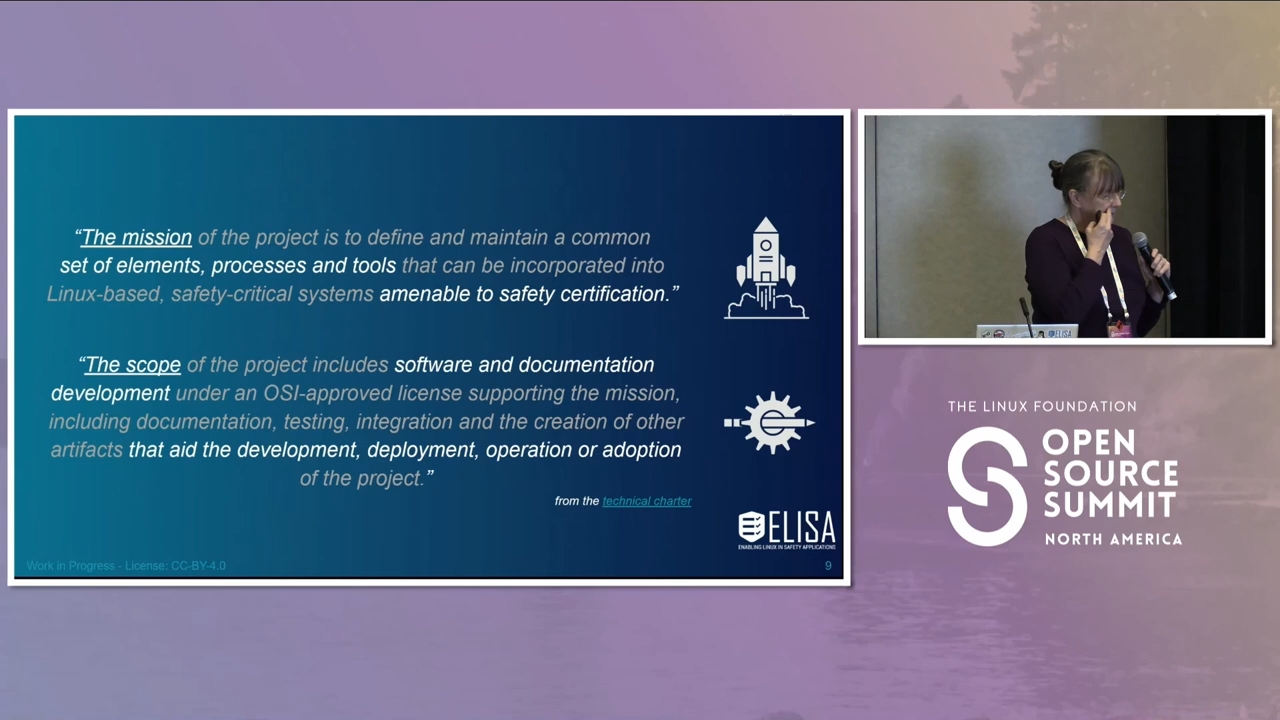 “The mission of the project is to define and maintain a common
set of elements, processes and tools that can be incorporated into
Linux-based, safety-critical systems amenable to safety certification.”
“The scope of the project includes software and documentation
development under an OSI-approved license supporting the mission,
including documentation, testing, integration and the creation of other
artifacts that aid the development, deployment, operation or adoption
of the project.”
from the technical charter
ELISA
ENABLING LINUX IN SAFETY APPLICATIONS
Work in Progress - License: CC-BY-4.0
9
ELISA
THE LINUX FOUNDATION
OPEN
SOURCE
SUMMIT
NORTH AMERICA